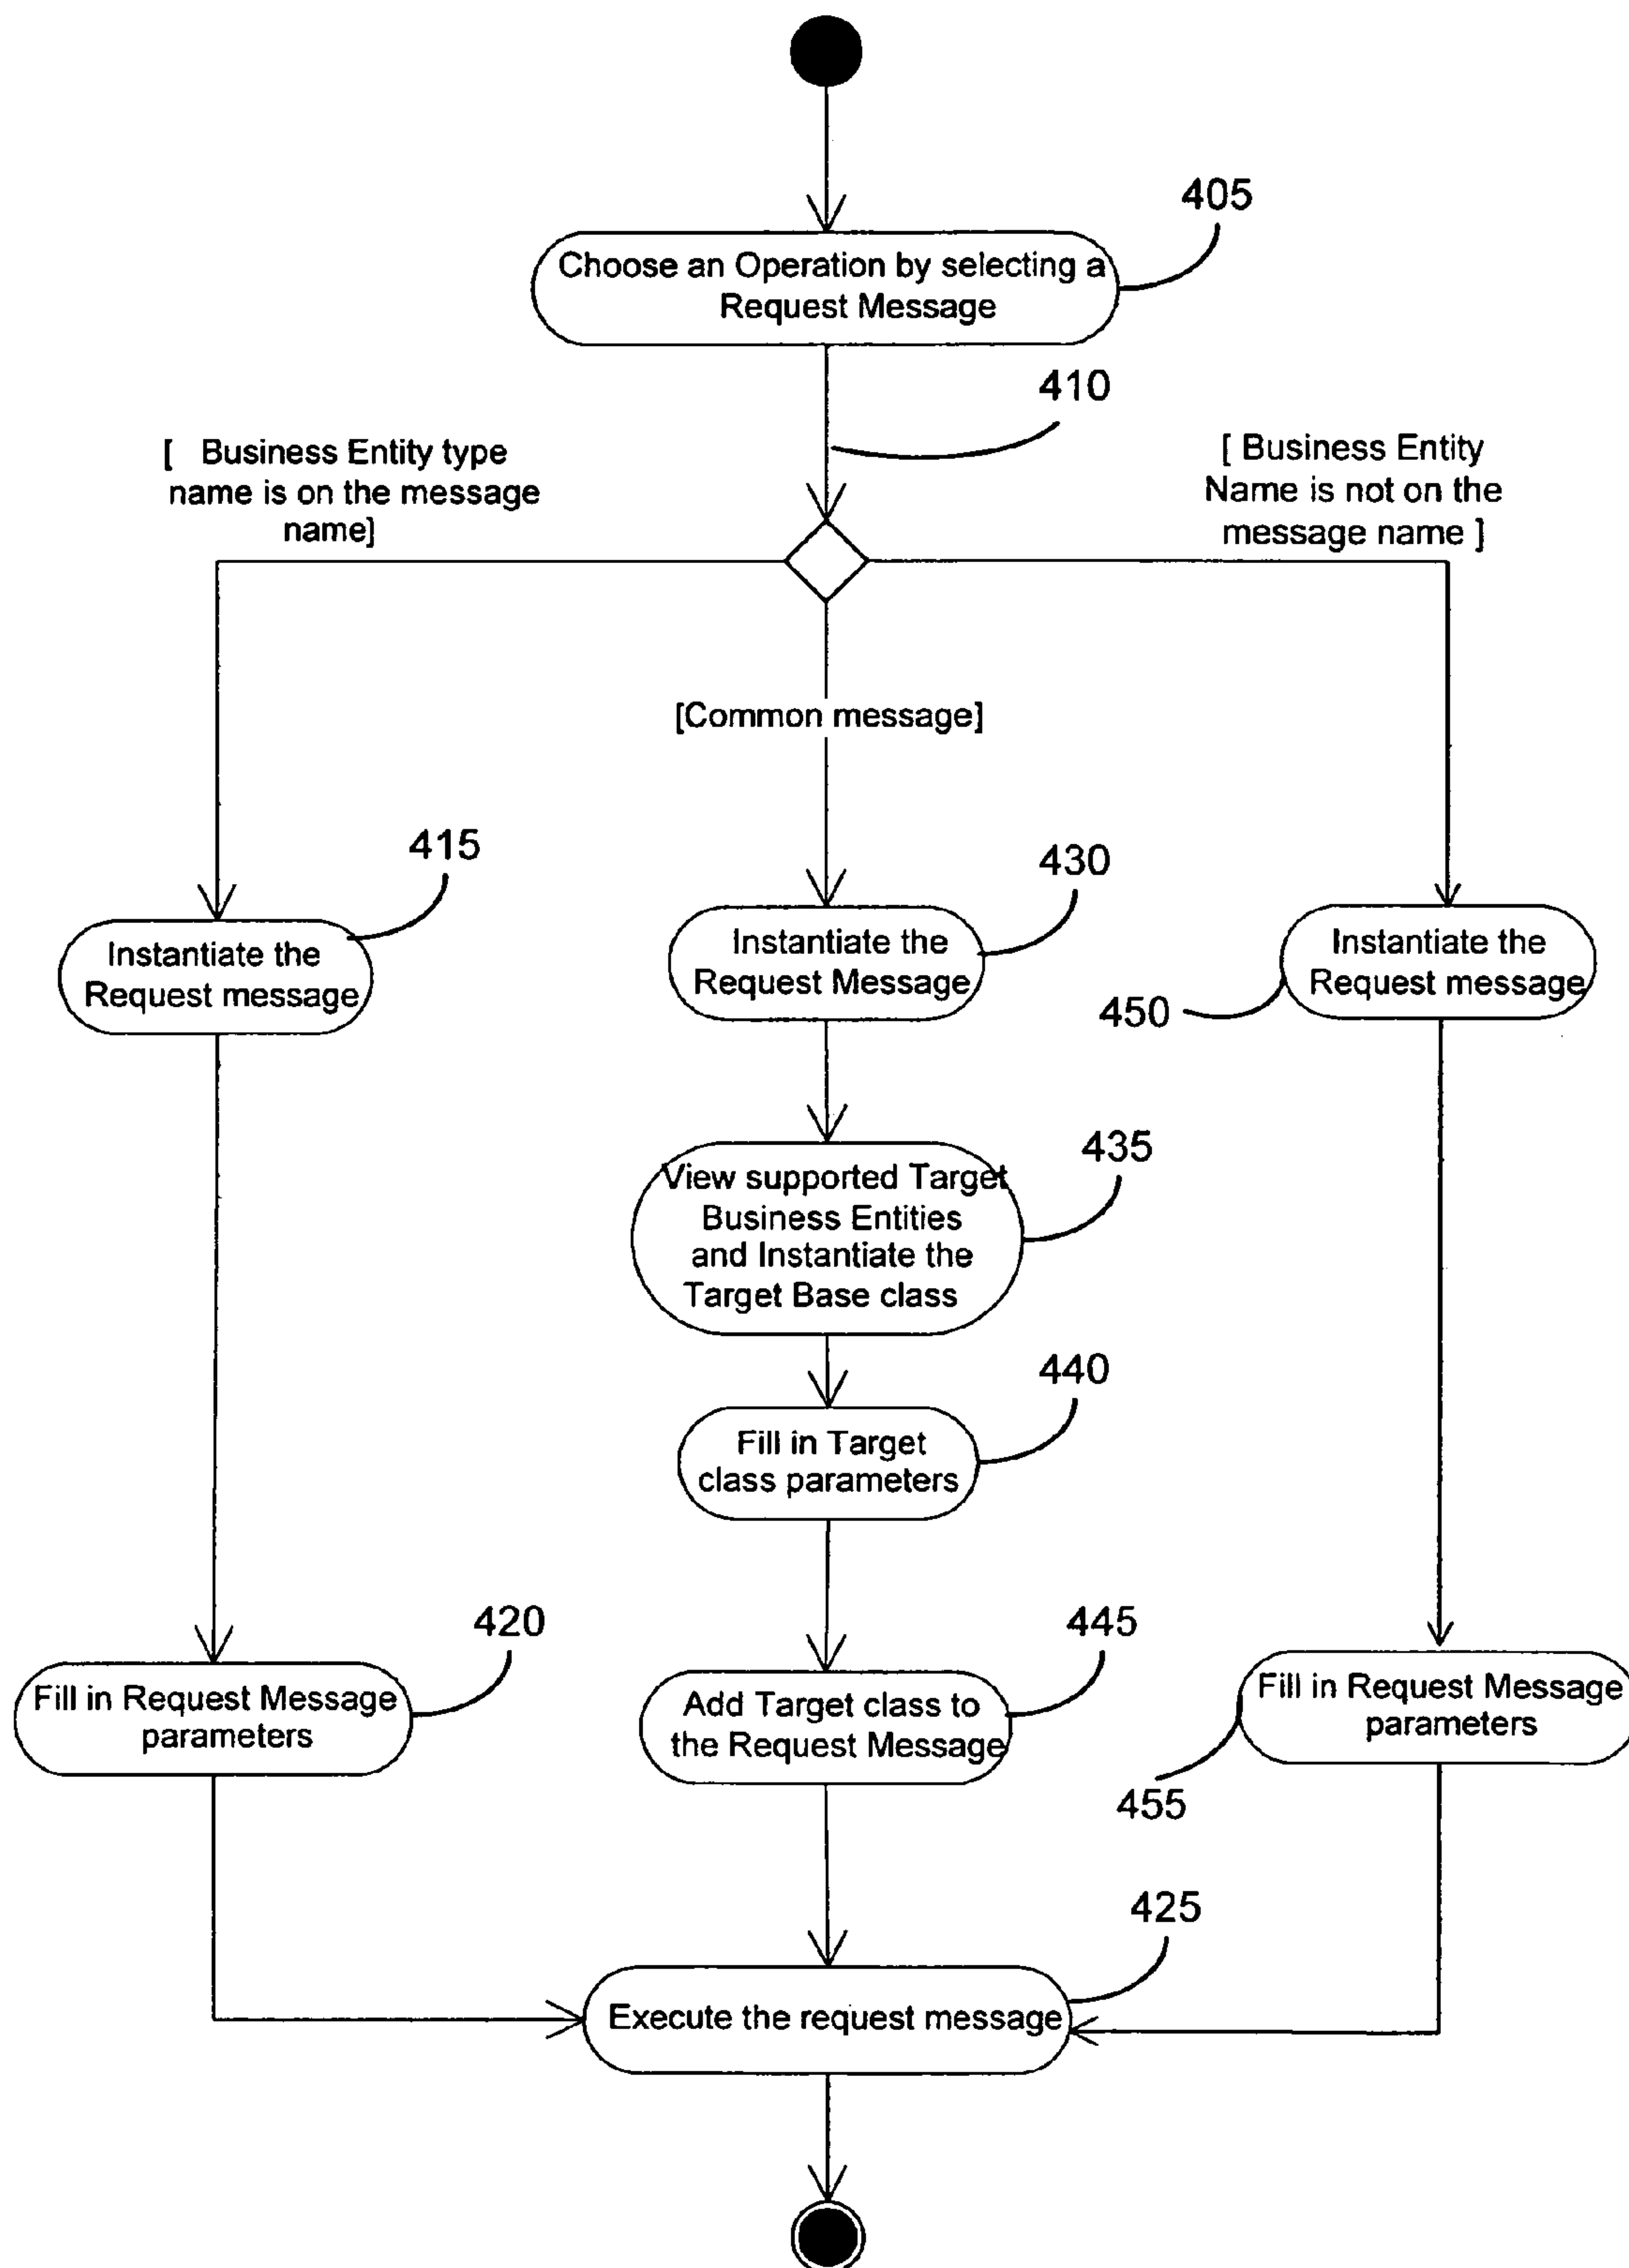 405
Choose an Operation by selecting a
Request Message
410
[ Business Entity type
name is on the message
name]
[ Business Entity
Name is not on the
message name ]
[Common message]
415
Instantiate the
Request message
430
Instantiate the
Request Message
Instantiate the
Request message
450
435
View supported Target
Business Entities
and Instantiate the
Target Base class
440
Fill in Target
class parameters
420
Fill in Request Message
parameters
445
Add Target class to
the Request Message
Fill in Request Message
parameters
455
425
Execute the request message